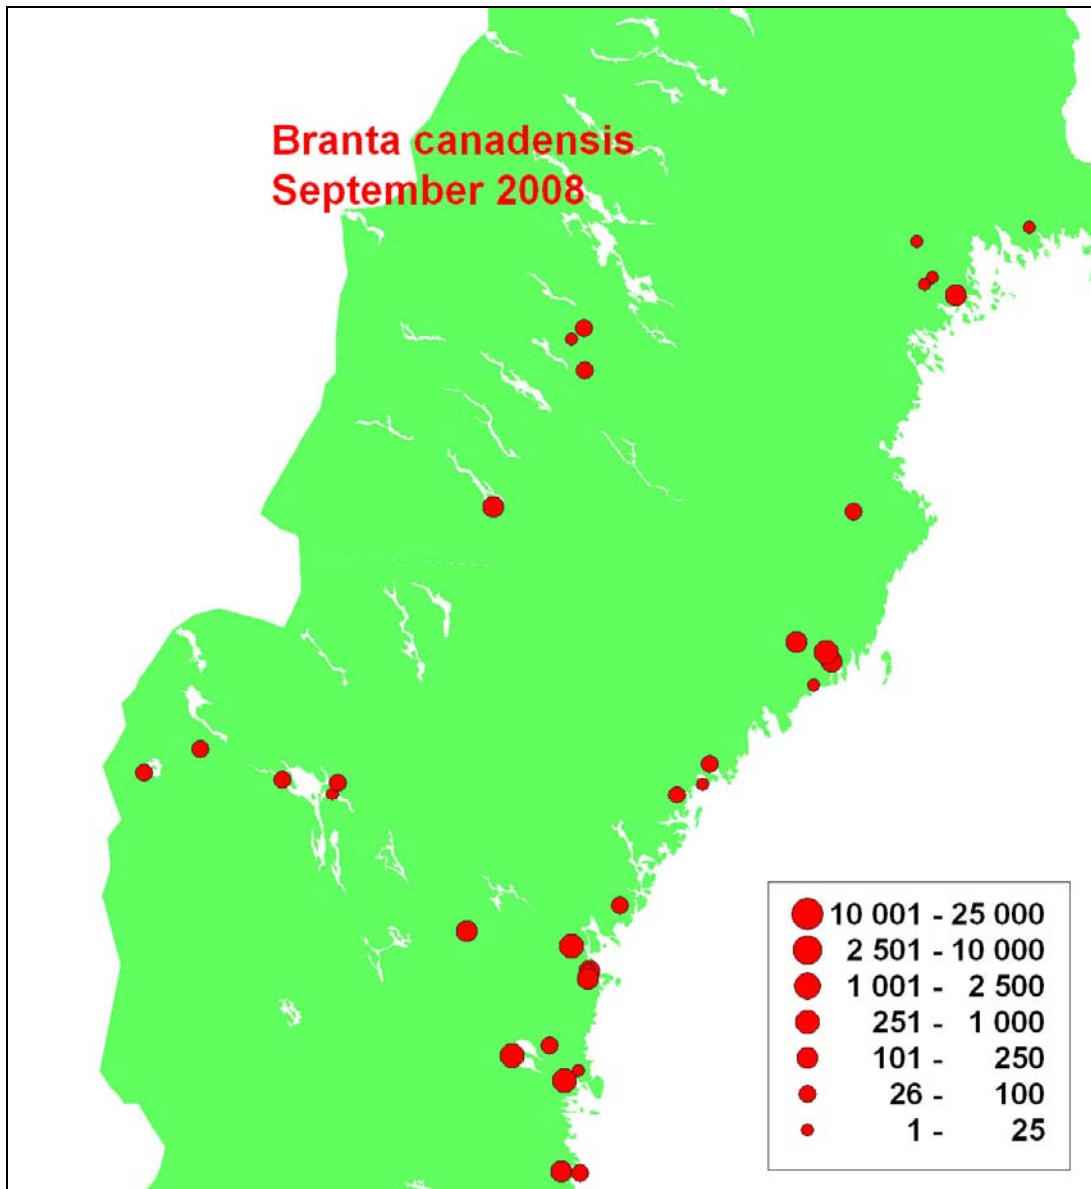 Branta canadensis
September 2008
10 001 - 25 000
2 501 - 10 000
1 001 - 2 500
251 - 1 000
101 - 250
26 - 100
1 - 25